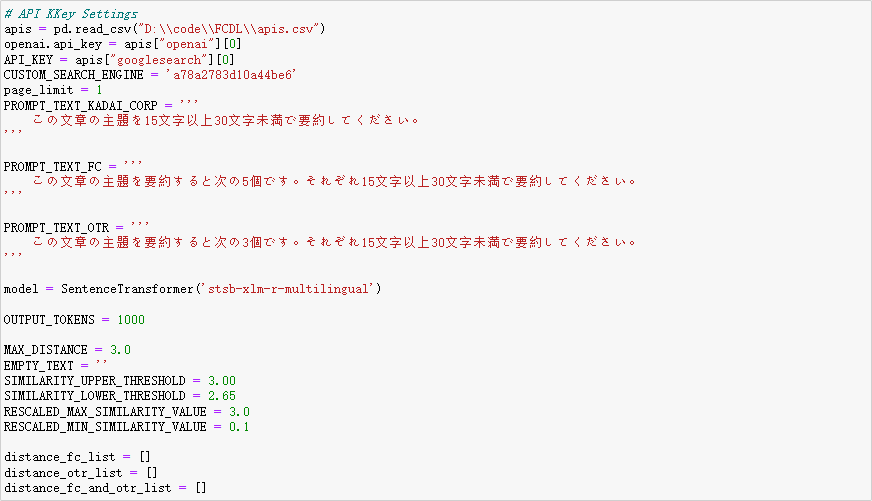 # API KKey Settings
apis = pd.read_csv("D:\\code\\FCDL\\apis.csv")
openai.api_key = apis["openai"][0]
API_KEY = apis["googlesearch"][0]
CUSTOM_SEARCH_ENGINE = 'a78a2783d10a44be6'
page_limit = 1
PROMPT_TEXT_KADAI_CORP = '''
    この文章の主題を15文字以上30文字未満で要約してください。
'''

PROMPT_TEXT_FC = '''
    この文章の主題を要約すると次の5個です。それぞれ15文字以上30文字未満で要約してください。
'''

PROMPT_TEXT_OTR = '''
    この文章の主題を要約すると次の3個です。それぞれ15文字以上30文字未満で要約してください。
'''

model = SentenceTransformer('stsb-xlm-r-multilingual')

OUTPUT_TOKENS = 1000

MAX_DISTANCE = 3.0
EMPTY_TEXT = ''
SIMILARITY_UPPER_THRESHOLD = 3.00
SIMILARITY_LOWER_THRESHOLD = 2.65
RESCALED_MAX_SIMILARITY_VALUE = 3.0
RESCALED_MIN_SIMILARITY_VALUE = 0.1

distance_fc_list = []
distance_otr_list = []
distance_fc_and_otr_list = []